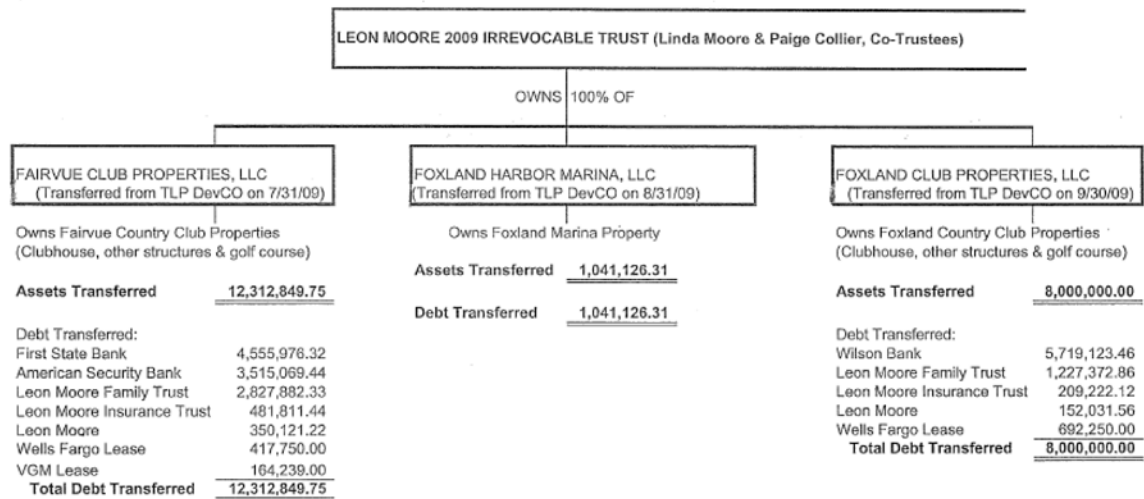 LEON MOORE 2009 IRREVOCABLE TRUST (Linda Moore & Paige Collier, Co-Trustees)
OWNS 100% OF
FAIRVUE CLUB PROPERTIES, LLC
(Transferred from TLP DevCO on 7/31/09)
Owns Fairvue Country Club Properties
(Clubhouse, other structures & golf course)
Assets Transferred 12,312,849.75
Debt Transferred:
First State Bank 4,555,976.32
American Security Bank 3,515,069.44
Leon Moore Family Trust 2,827,882.33
Leon Moore Insurance Trust 481,811.44
Leon Moore 350,121.22
Wells Fargo Lease 417,750.00
VGM Lease 164,239.00
Total Debt Transferred 12,312,849.75
FOXLAND HARBOR MARINA, LLC
(Transferred from TLP DevCO on 8/31/09)
Owns Foxland Marina Property
Assets Transferred 1,041,126.31
Debt Transferred 1,041,126.31
FOXLAND CLUB PROPERTIES, LLC
(Transferred from TLP DevCO on 9/30/09)
Owns Foxland Country Club Properties
(Clubhouse, other structures & golf course)
Assets Transferred 8,000,000.00
Debt Transferred:
Wilson Bank 5,719,123.46
Leon Moore Family Trust 1,227,372.86
Leon Moore Insurance Trust 209,222.12
Leon Moore 152,031.56
Wells Fargo Lease 692,250.00
Total Debt Transferred 8,000,000.00